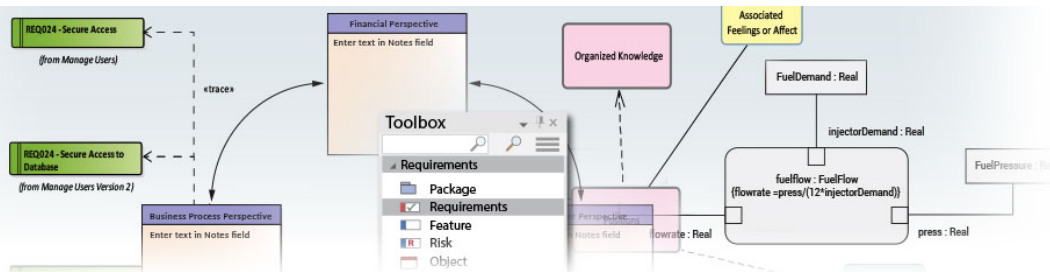 REQ024 - Secure Access
(from Manage Users)
«trace»
REQ024 - Secure Access to
Database
(from Manage Users Version 2)
Financial Perspective
Enter text in Notes field
Business Process Perspective
Enter text in Notes field
Toolbox
Requirements
Package
Requirements
Feature
Risk
Object
Organized Knowledge
Associated
Feelings or Affect
Perspective
Notes field
flowrate : Real
FuelDemand : Real
injectorDemand : Real
fuelflow : FuelFlow
{flowrate =press/(12*injectorDemand)}
FuelPressure :
press : Real